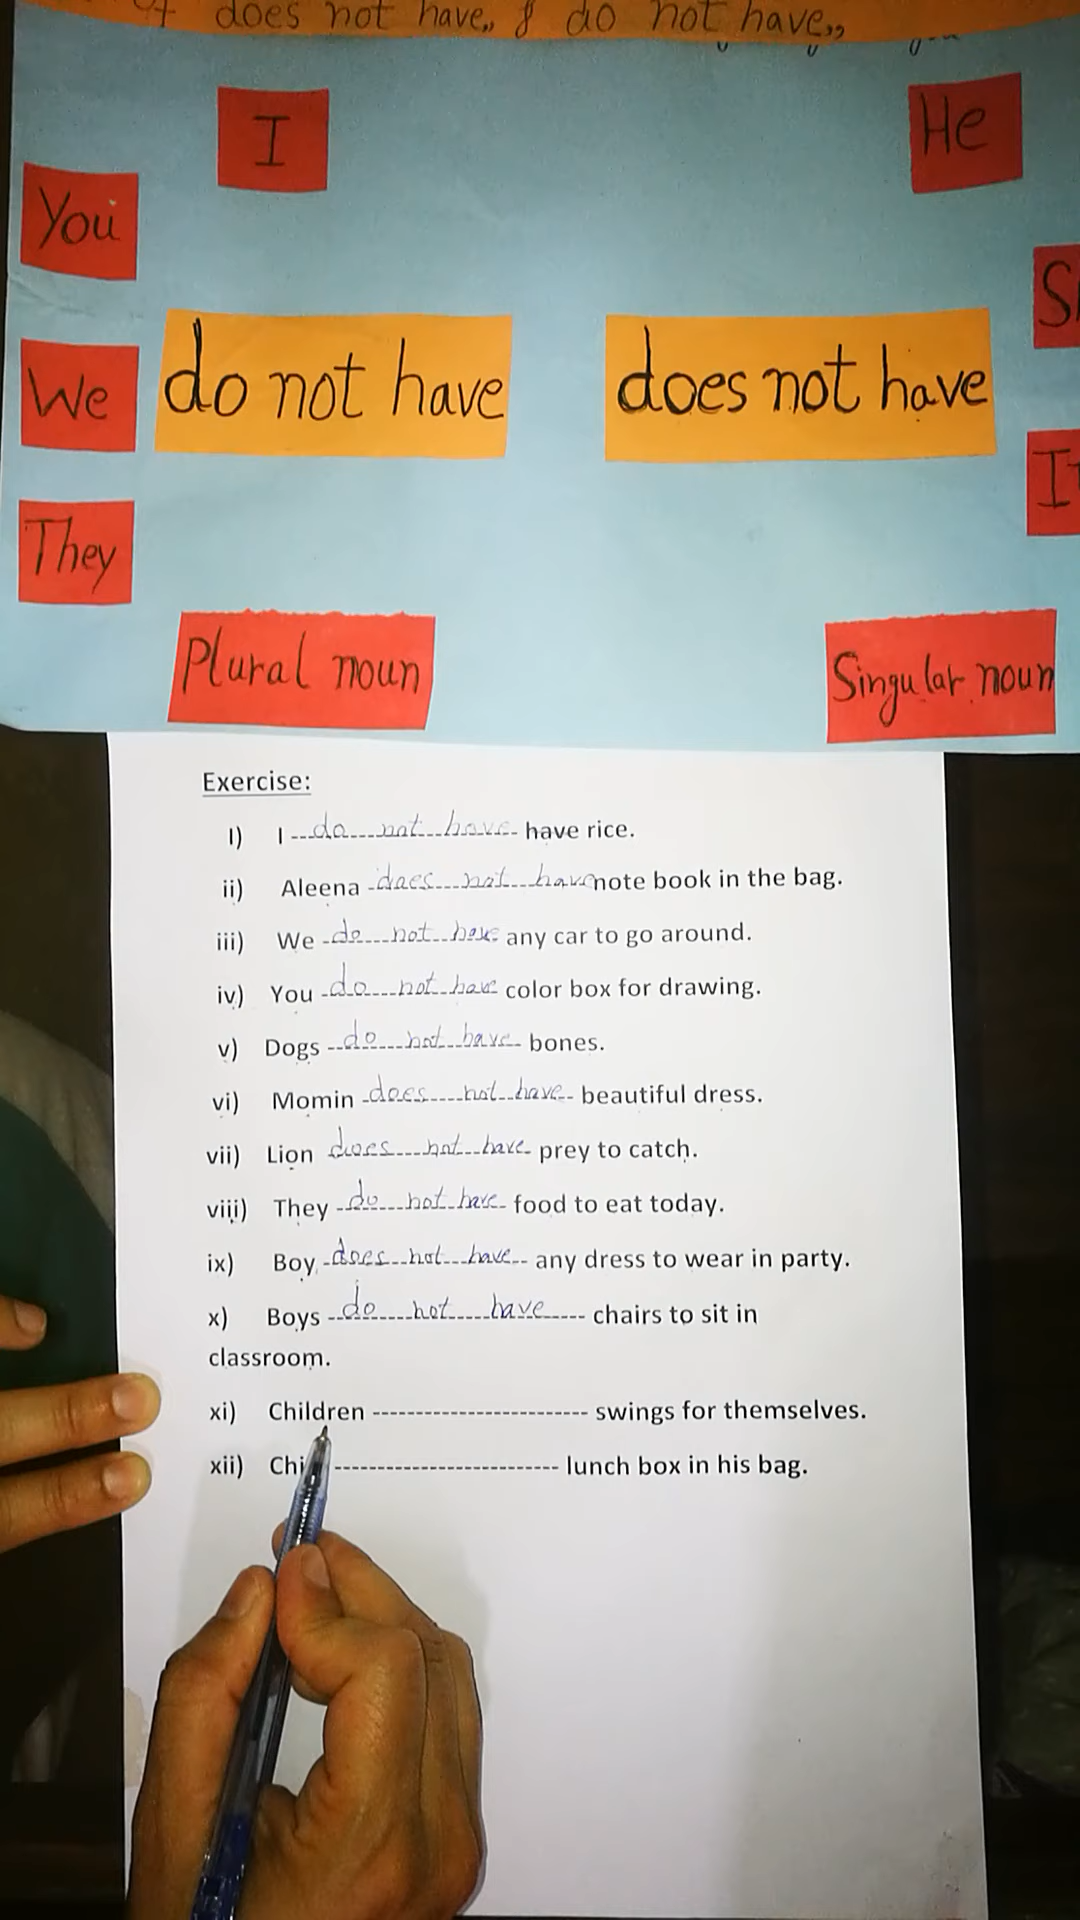 does not have,, & do not have,,
I
He
You
do not have
does not have
We
They
Plural noun
Singular noun
Exercise:
I) I do not have have rice.
ii) Aleena does not have note book in the bag.
iii) We do not have any car to go around.
iv) You do not have color box for drawing.
v) Dogs do not have bones.
vi) Momin does not have beautiful dress.
vii) Lion does not have prey to catch.
viii) They do not have food to eat today.
ix) Boy does not have any dress to wear in party.
x) Boys do not have chairs to sit in
classroom.
xi) Children ------------------------- swings for themselves.
xii) -------------------------- lunch box in his bag.